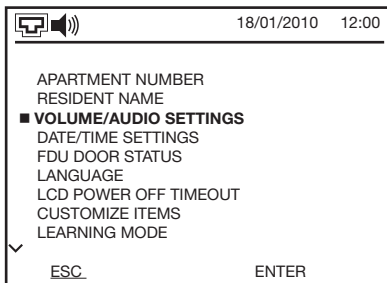 18/01/2010 12:00
APARTMENT NUMBER
RESIDENT NAME
VOLUME/AUDIO SETTINGS
DATE/TIME SETTINGS
FDU DOOR STATUS
LANGUAGE
LCD POWER OFF TIMEOUT
CUSTOMIZE ITEMS
LEARNING MODE
ESC ENTER